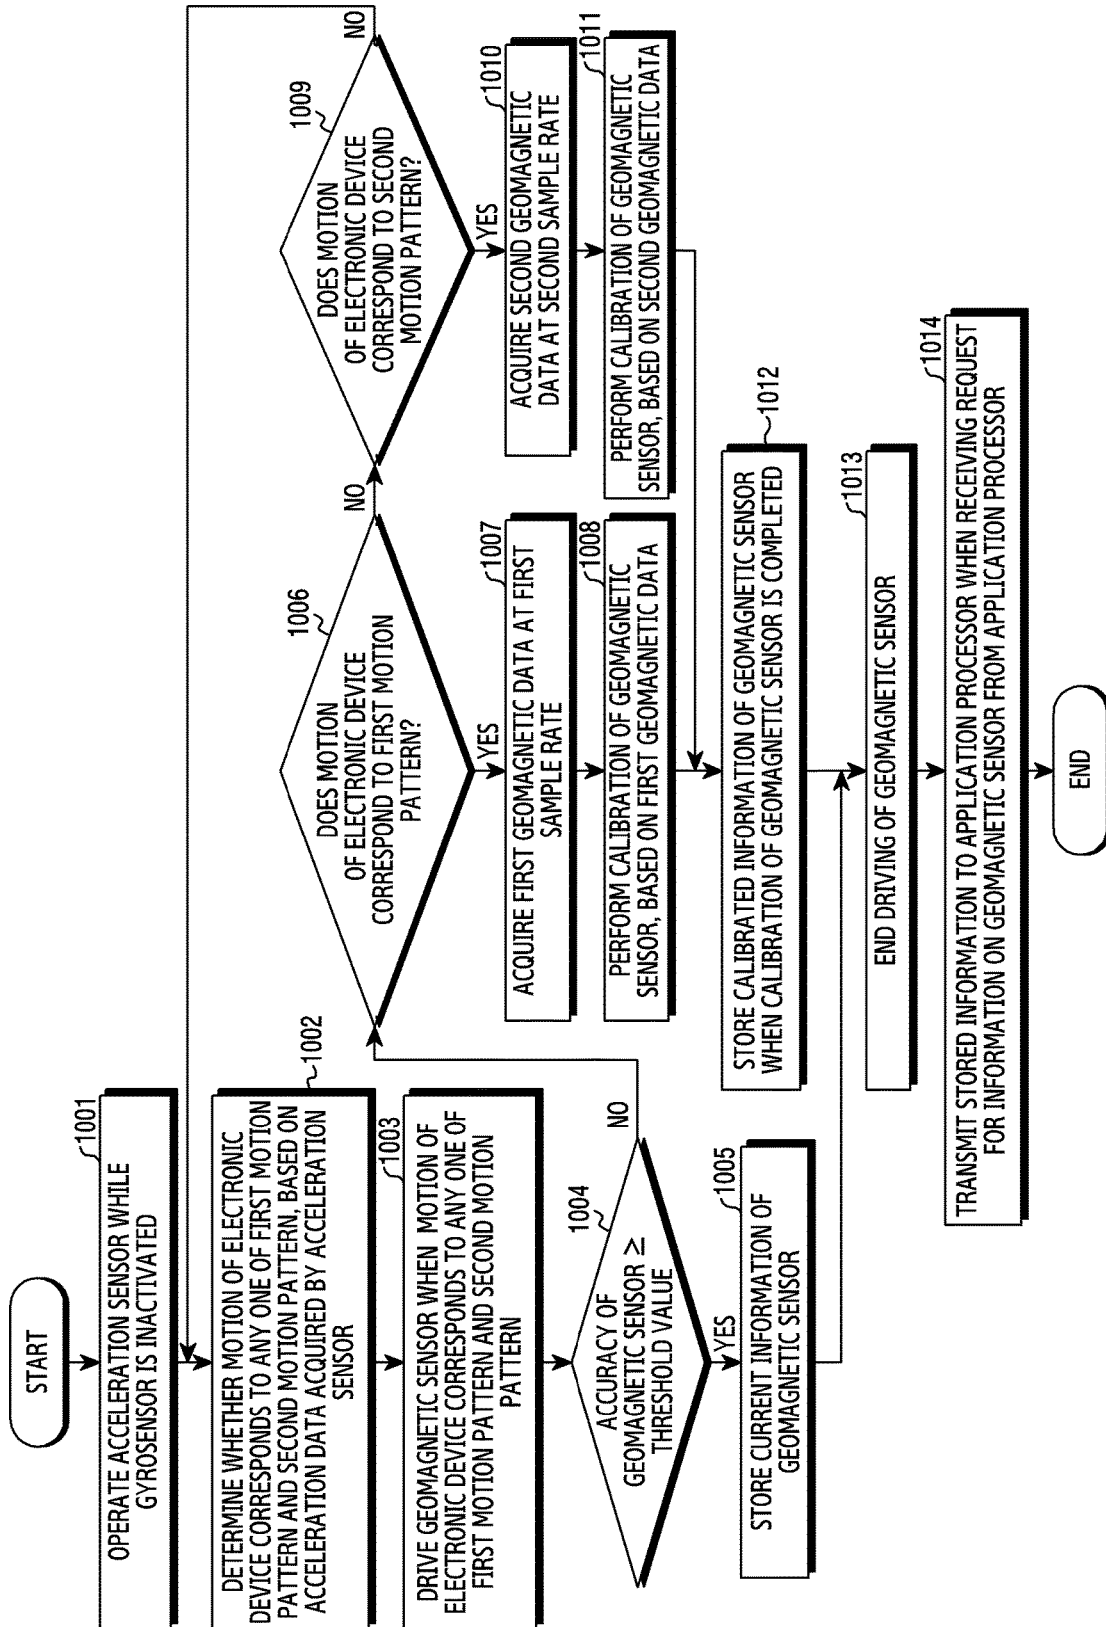 START
1001
OPERATE ACCELERATION SENSOR WHILE
GYROSENSOR IS INACTIVATED
1002
DETERMINE WHETHER MOTION OF ELECTRONIC
DEVICE CORRESPONDS TO ANY ONE OF FIRST MOTION
PATTERN AND SECOND MOTION PATTERN, BASED ON
ACCELERATION DATA ACQUIRED BY ACCELERATION
SENSOR
1003
DRIVE GEOMAGNETIC SENSOR WHEN MOTION OF
ELECTRONIC DEVICE CORRESPONDS TO ANY ONE OF
FIRST MOTION PATTERN AND SECOND MOTION
PATTERN
1004
ACCURACY OF
GEOMAGNETIC SENSOR ≥
THRESHOLD VALUE
NO
YES
1005
STORE CURRENT INFORMATION OF
GEOMAGNETIC SENSOR
1006
DOES MOTION
OF ELECTRONIC DEVICE
CORRESPOND TO FIRST MOTION
PATTERN?
NO
YES
1007
ACQUIRE FIRST GEOMAGNETIC DATA AT FIRST
SAMPLE RATE
1008
PERFORM CALIBRATION OF GEOMAGNETIC
SENSOR, BASED ON FIRST GEOMAGNETIC DATA
1009
DOES MOTION
OF ELECTRONIC DEVICE
CORRESPOND TO SECOND
MOTION PATTERN?
NO
YES
1010
ACQUIRE SECOND GEOMAGNETIC
DATA AT SECOND SAMPLE RATE
1011
PERFORM CALIBRATION OF GEOMAGNETIC
SENSOR, BASED ON SECOND GEOMAGNETIC DATA
1012
STORE CALIBRATED INFORMATION OF GEOMAGNETIC SENSOR
WHEN CALIBRATION OF GEOMAGNETIC SENSOR IS COMPLETED
1013
END DRIVING OF GEOMAGNETIC SENSOR
1014
TRANSMIT STORED INFORMATION TO APPLICATION PROCESSOR WHEN RECEIVING REQUEST
FOR INFORMATION ON GEOMAGNETIC SENSOR FROM APPLICATION PROCESSOR
END